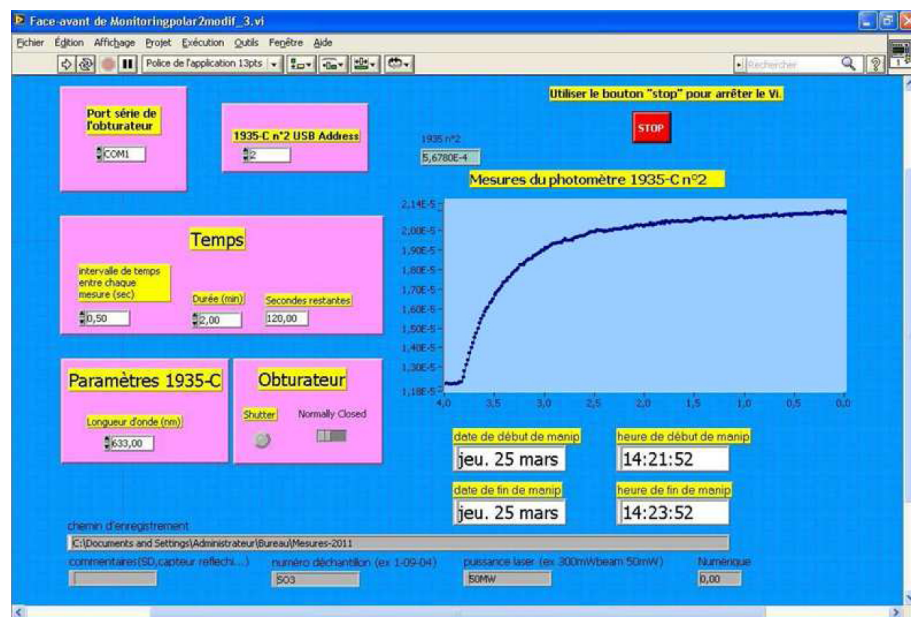 Face-avant de Monitoringpolar2modif_3.vi
Fichier Édition Affichage Projet Exécution Outils Fenêtre Aide
Police de l'application 13pts
Rechercher
Utiliser le bouton "stop" pour arrêter le Vi.
STOP
Port série de
l'obturateur
COM1
1935-C n°2 USB Address
2
1935 n°2
5,6780E-4
Mesures du photomètre 1935-C n°2
2,14E-5
2,00E-5
1,90E-5
1,80E-5
1,70E-5
1,60E-5
1,50E-5
1,40E-5
1,30E-5
1,18E-5
4,0 3,5 3,0 2,5 2,0 1,5 1,0 0,5 0,0
Temps
intervalle de temps
entre chaque
mesure (sec)
0,50
Durée (min)
2,00
Secondes restantes
120,00
Paramètres 1935-C
Longueur d'onde (nm)
633,00
Obturateur
Shutter
Normally Closed
date de début de manip
jeu. 25 mars
heure de début de manip
14:21:52
date de fin de manip
jeu. 25 mars
heure de fin de manip
14:23:52
chemin d'enregistrement
C:\Documents and Settings\Administrateur\Bureau\Mesures-2011
commentaires(SD,capteur reflechi...)
numéro déchantillon (ex 1-09-04)
SO3
puissance laser (ex 300mWbeam 50mW)
50MW
Numérique
0,00